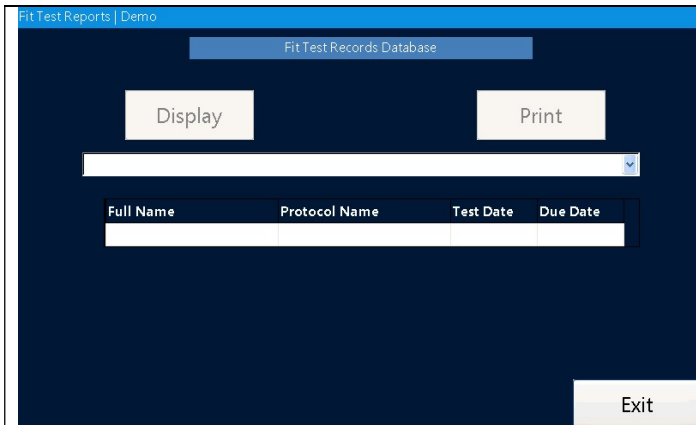 Fit Test Reports | Demo
Fit Test Records Database
Display Print
Full Name Protocol Name Test Date Due Date
Exit